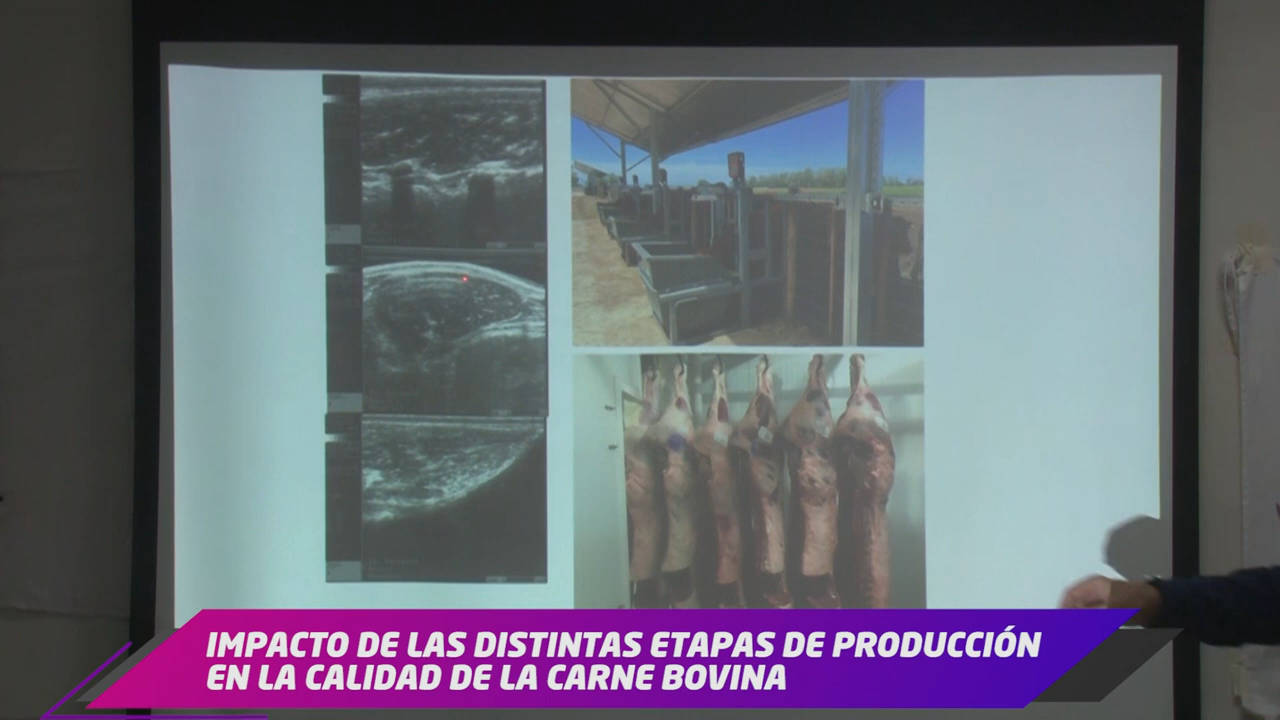 IMPACTO DE LAS DISTINTAS ETAPAS DE PRODUCCIÓN
EN LA CALIDAD DE LA CARNE BOVINA